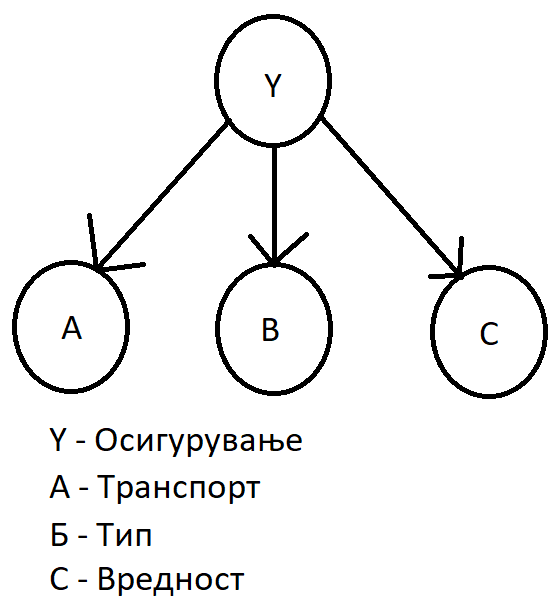 Y
A
B
C
Y - Осигурување
А - Транспорт
Б - Тип
С - Вредност